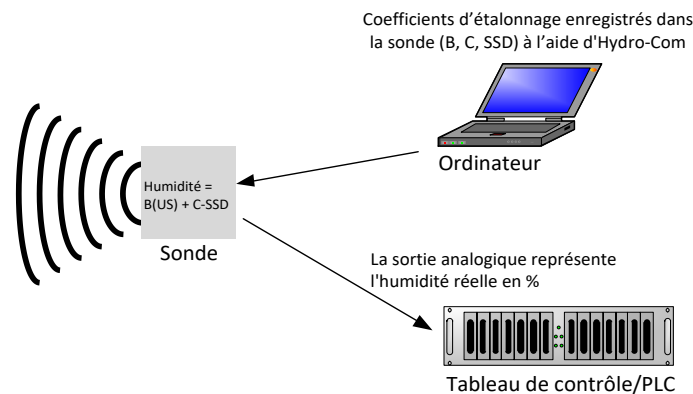 Coefficients d’étalonnage enregistrés dans
la sonde (B, C, SSD) à l’aide d'Hydro-Com
Ordinateur
Humidité =
B(US) + C-SSD
Sonde
La sortie analogique représente
l'humidité réelle en %
Tableau de contrôle/PLC